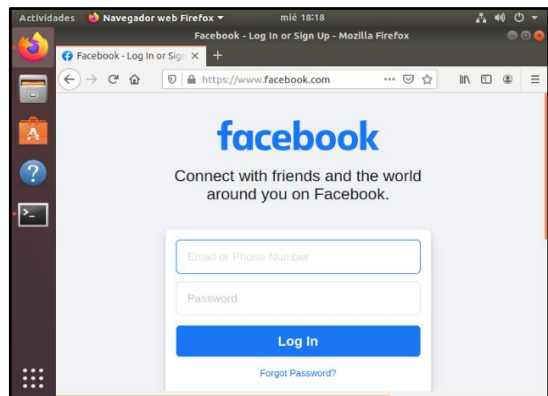 Actividades Navegador web Firefox mié 18:18
Facebook - Log In or Sign Up - Mozilla Firefox
Facebook - Log In or Sign
https://www.facebook.com
facebook
Connect with friends and the world
around you on Facebook.
Email or Phone Number
Password
Log In
Forgot Password?